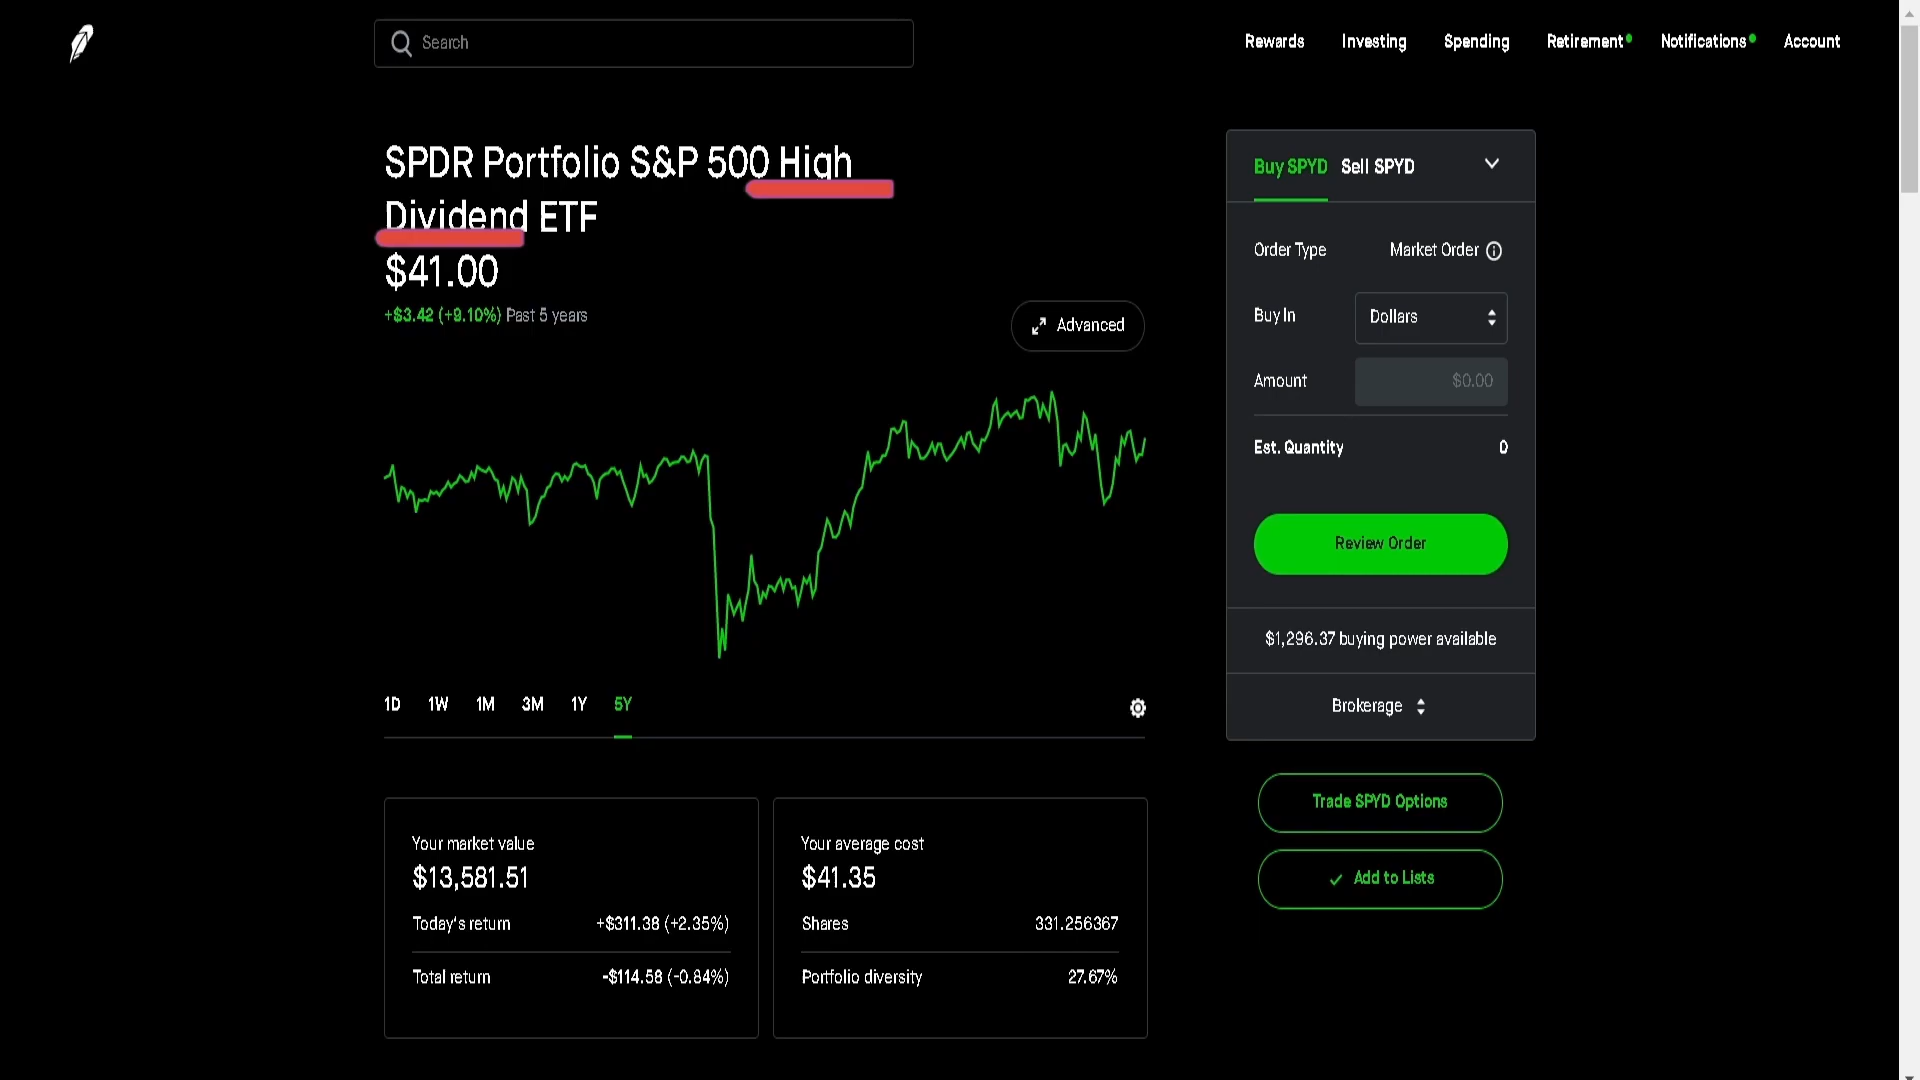 Search
Rewards Investing Spending Retirement Notifications Account
SPDR Portfolio S&P 500 High
Dividend ETF
$41.00
+$3.42 (+9.10%) Past 5 years
Advanced
1D 1W 1M 3M 1Y 5Y
Your market value
$13,581.51
Today's return +$311.38 (+2.35%)
Total return -$114.58 (-0.84%)
Your average cost
$41.35
Shares 331.256367
Portfolio diversity 27.67%
Buy SPYD Sell SPYD
Order Type Market Order
Buy In Dollars
Amount $0.00
Est. Quantity 0
Review Order
$1,296.37 buying power available
Brokerage
Trade SPYD Options
Add to Lists